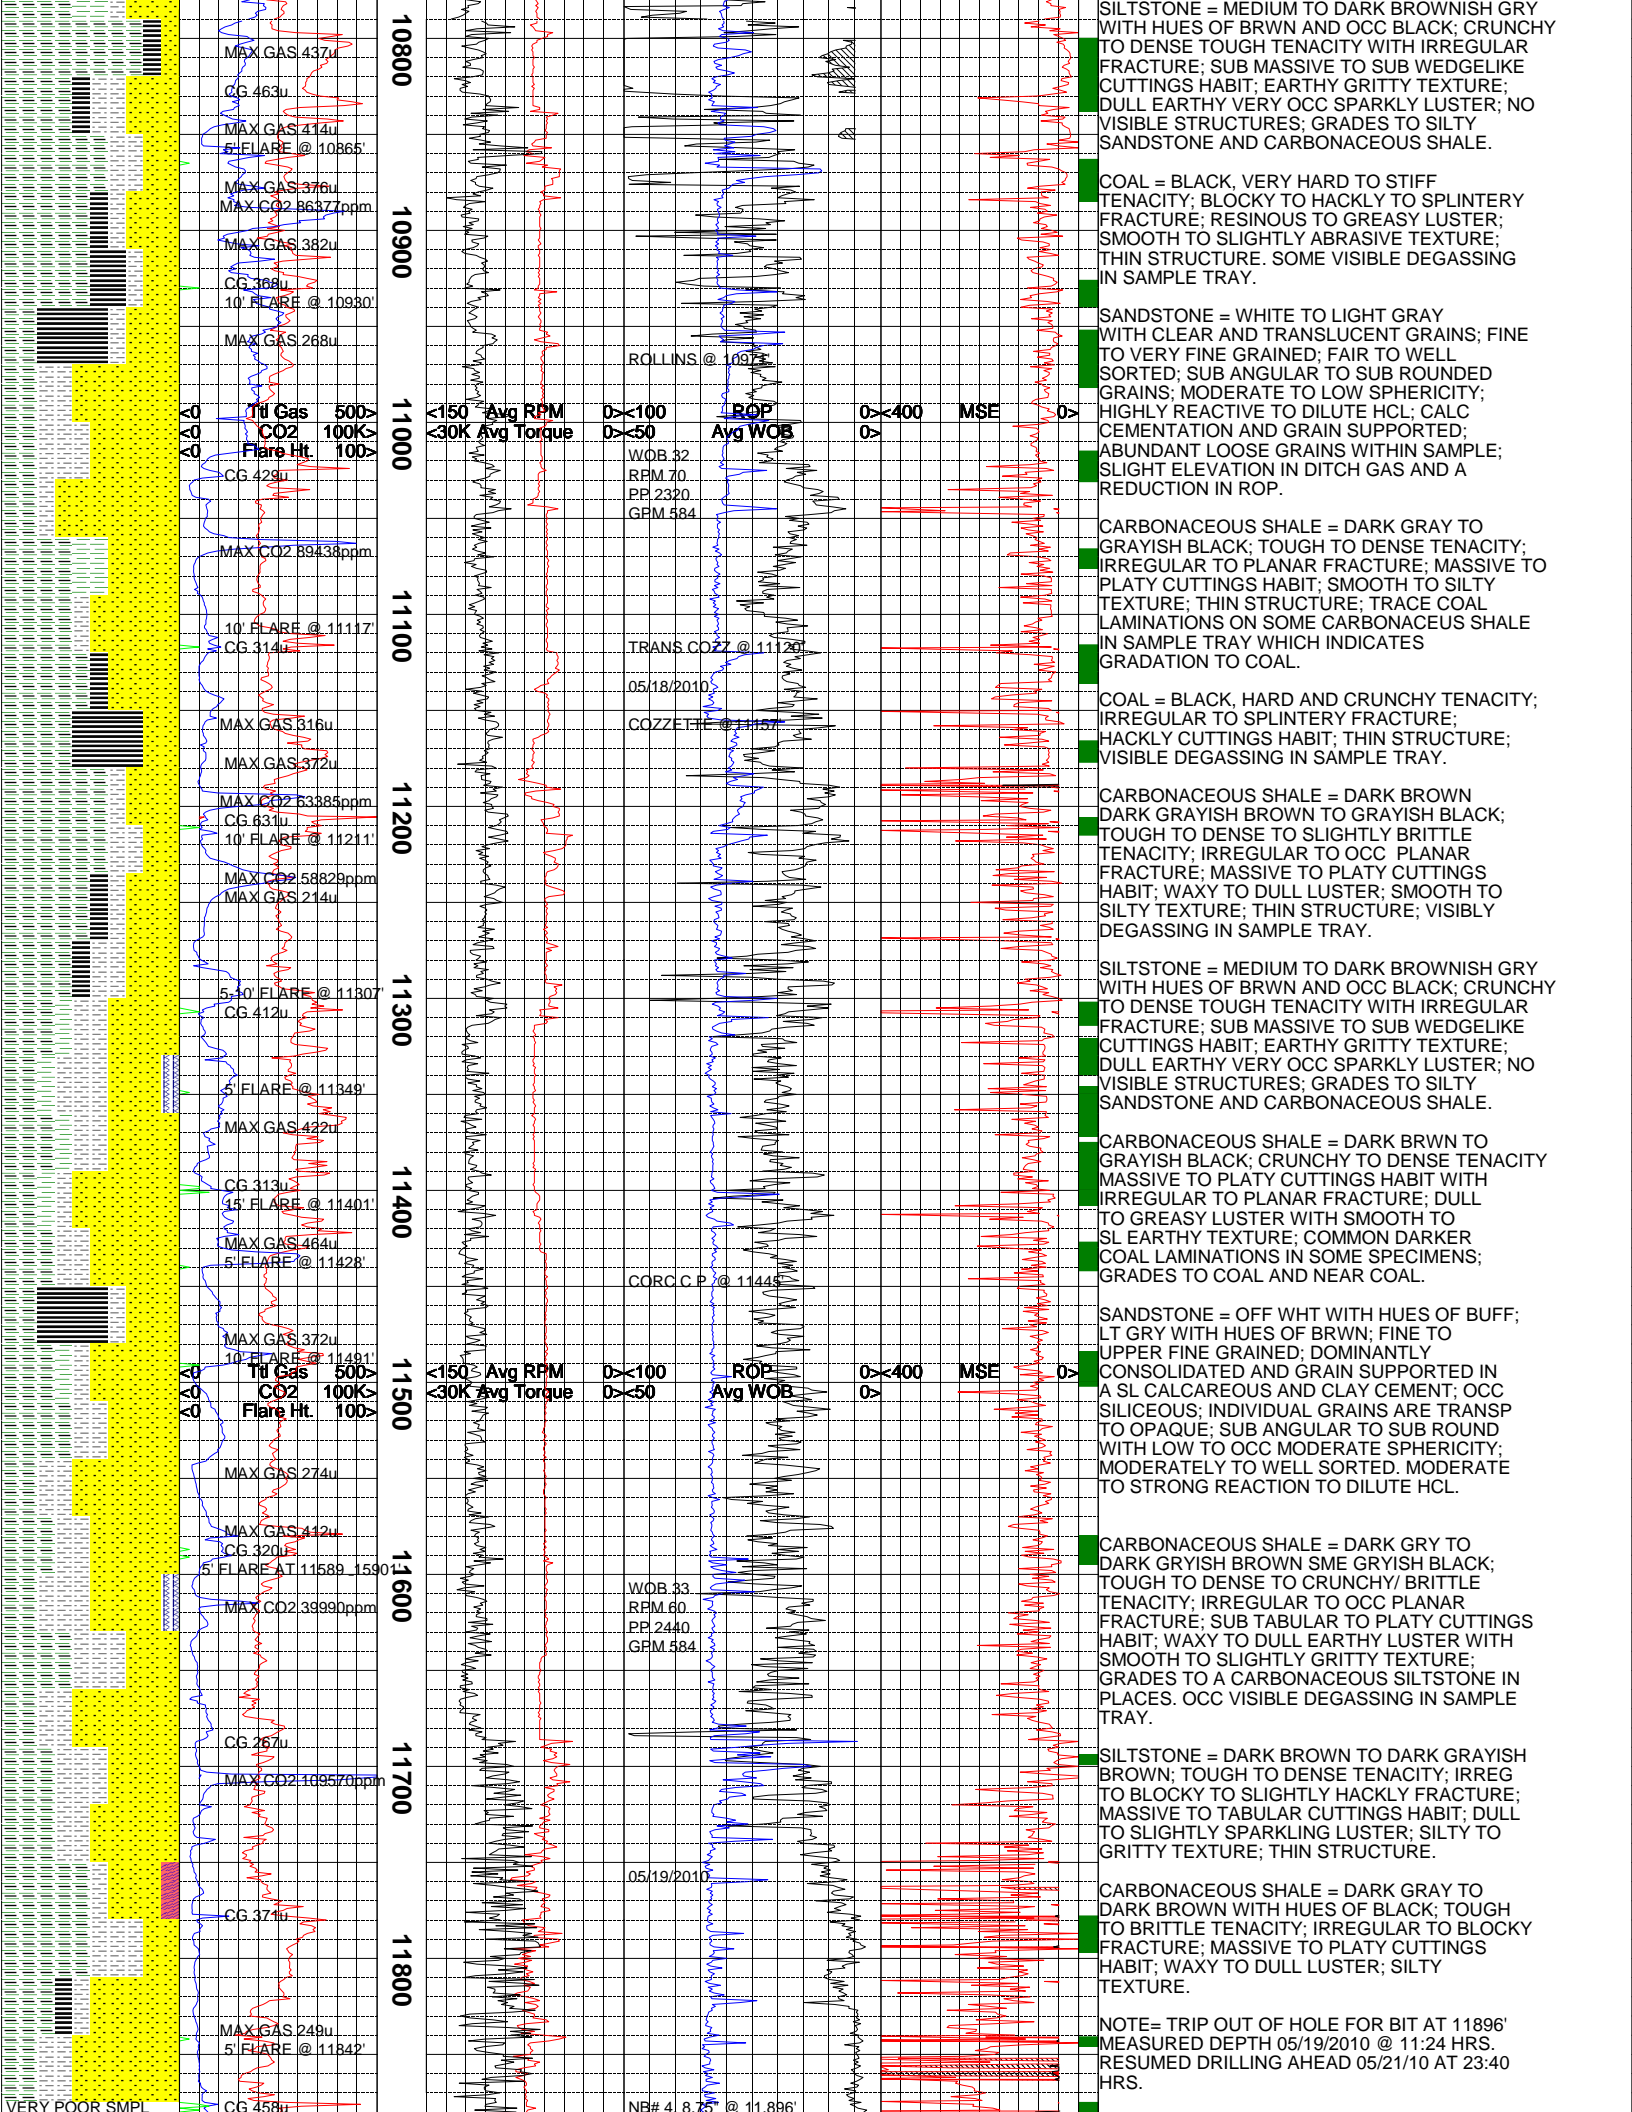 MAX GAS 437u
CG 463u
MAX GAS 414u
5' FLARE @ 10865'
MAX GAS 376u
MAX CO2 86377ppm
MAX GAS 382u
CG 368u
10' FLARE @ 10930'
MAX GAS 268u
<0 Ttl Gas 500>
<0 CO2 100K>
<0 Flare Ht. 100>
CG 429u
MAX CO2 89438ppm
10' FLARE @ 11117'
CG 314u
MAX GAS 316u
MAX GAS 372u
MAX CO2 63385ppm
CG 631u
10' FLARE @ 11211'
MAX CO2 58829ppm
MAX GAS 214u
5-10' FLARE @ 11307'
CG 412u
5' FLARE @ 11349'
MAX GAS 422u
CG 313u
15' FLARE @ 11401'
MAX GAS 464u
5' FLARE @ 11428'
MAX GAS 372u
10' FLARE @ 11491'
<0 Ttl Gas 500>
<0 CO2 100K>
<0 Flare Ht. 100>
MAX GAS 274u
MAX GAS 412u
CG 320u
5' FLARE AT 11589_15901'
MAX CO2 39990ppm
CG 267u
MAX CO2 109570ppm
CG 371u
MAX GAS 249u
5' FLARE @ 11842'
CG 458u
VERY POOR SMPL
10800
10900
11000
11100
11200
11300
11400
11500
11600
11700
11800
<150 Avg RPM 0>
<30K Avg Torque 0>
<150 Avg RPM 0>
<30K Avg Torque 0>
ROLLINS @ 10971'
<100 ROP 0>
<50 Avg WOB 0>
WOB 32
RPM 70
PP 2320
GPM 584
TRANS COZZ @ 11120'
05/18/2010
COZZETTE @11157'
CORC C P @ 11445'
<100 ROP 0>
<50 Avg WOB 0>
WOB 33
RPM 60
PP 2440
GPM 584
05/19/2010
NB# 4, 8.75" @ 11,896'
<400 MSE 0>
<400 MSE 0>
SILTSTONE = MEDIUM TO DARK BROWNISH GRY
WITH HUES OF BRWN AND OCC BLACK; CRUNCHY
TO DENSE TOUGH TENACITY WITH IRREGULAR
FRACTURE; SUB MASSIVE TO SUB WEDGELIKE
CUTTINGS HABIT; EARTHY GRITTY TEXTURE;
DULL EARTHY VERY OCC SPARKLY LUSTER; NO
VISIBLE STRUCTURES; GRADES TO SILTY
SANDSTONE AND CARBONACEOUS SHALE.
COAL = BLACK, VERY HARD TO STIFF
TENACITY; BLOCKY TO HACKLY TO SPLINTERY
FRACTURE; RESINOUS TO GREASY LUSTER;
SMOOTH TO SLIGHTLY ABRASIVE TEXTURE;
THIN STRUCTURE. SOME VISIBLE DEGASSING
IN SAMPLE TRAY.
SANDSTONE = WHITE TO LIGHT GRAY
WITH CLEAR AND TRANSLUCENT GRAINS; FINE
TO VERY FINE GRAINED; FAIR TO WELL
SORTED; SUB ANGULAR TO SUB ROUNDED
GRAINS; MODERATE TO LOW SPHERICITY;
HIGHLY REACTIVE TO DILUTE HCL; CALC
CEMENTATION AND GRAIN SUPPORTED;
ABUNDANT LOOSE GRAINS WITHIN SAMPLE;
SLIGHT ELEVATION IN DITCH GAS AND A
REDUCTION IN ROP.
CARBONACEOUS SHALE = DARK GRAY TO
GRAYISH BLACK; TOUGH TO DENSE TENACITY;
IRREGULAR TO PLANAR FRACTURE; MASSIVE TO
PLATY CUTTINGS HABIT; SMOOTH TO SILTY
TEXTURE; THIN STRUCTURE; TRACE COAL
LAMINATIONS ON SOME CARBONACEUS SHALE
IN SAMPLE TRAY WHICH INDICATES
GRADATION TO COAL.
COAL = BLACK, HARD AND CRUNCHY TENACITY;
IRREGULAR TO SPLINTERY FRACTURE;
HACKLY CUTTINGS HABIT; THIN STRUCTURE;
VISIBLE DEGASSING IN SAMPLE TRAY.
CARBONACEOUS SHALE = DARK BROWN
DARK GRAYISH BROWN TO GRAYISH BLACK;
TOUGH TO DENSE TO SLIGHTLY BRITTLE
TENACITY; IRREGULAR TO OCC PLANAR
FRACTURE; MASSIVE TO PLATY CUTTINGS
HABIT; WAXY TO DULL LUSTER; SMOOTH TO
SILTY TEXTURE; THIN STRUCTURE; VISIBLY
DEGASSING IN SAMPLE TRAY.
SILTSTONE = MEDIUM TO DARK BROWNISH GRY
WITH HUES OF BRWN AND OCC BLACK; CRUNCHY
TO DENSE TOUGH TENACITY WITH IRREGULAR
FRACTURE; SUB MASSIVE TO SUB WEDGELIKE
CUTTINGS HABIT; EARTHY GRITTY TEXTURE;
DULL EARTHY VERY OCC SPARKLY LUSTER; NO
VISIBLE STRUCTURES; GRADES TO SILTY
SANDSTONE AND CARBONACEOUS SHALE.
CARBONACEOUS SHALE = DARK BRWN TO
GRAYISH BLACK; CRUNCHY TO DENSE TENACITY
MASSIVE TO PLATY CUTTINGS HABIT WITH
IRREGULAR TO PLANAR FRACTURE; DULL
TO GREASY LUSTER WITH SMOOTH TO
SL EARTHY TEXTURE; COMMON DARKER
COAL LAMINATIONS IN SOME SPECIMENS;
GRADES TO COAL AND NEAR COAL.
SANDSTONE = OFF WHT WITH HUES OF BUFF;
LT GRY WITH HUES OF BRWN; FINE TO
UPPER FINE GRAINED; DOMINANTLY
CONSOLIDATED AND GRAIN SUPPORTED IN
A SL CALCAREOUS AND CLAY CEMENT; OCC
SILICEOUS; INDIVIDUAL GRAINS ARE TRANSP
TO OPAQUE; SUB ANGULAR TO SUB ROUND
WITH LOW TO OCC MODERATE SPHERICITY;
MODERATELY TO WELL SORTED. MODERATE
TO STRONG REACTION TO DILUTE HCL.
CARBONACEOUS SHALE = DARK GRY TO
DARK GRYISH BROWN SME GRYISH BLACK;
TOUGH TO DENSE TO CRUNCHY/ BRITTLE
TENACITY; IRREGULAR TO OCC PLANAR
FRACTURE; SUB TABULAR TO PLATY CUTTINGS
HABIT; WAXY TO DULL EARTHY LUSTER WITH
SMOOTH TO SLIGHTLY GRITTY TEXTURE;
GRADES TO A CARBONACEOUS SILTSTONE IN
PLACES. OCC VISIBLE DEGASSING IN SAMPLE
TRAY.
SILTSTONE = DARK BROWN TO DARK GRAYISH
BROWN; TOUGH TO DENSE TENACITY; IRREG
TO BLOCKY TO SLIGHTLY HACKLY FRACTURE;
MASSIVE TO TABULAR CUTTINGS HABIT; DULL
TO SLIGHTLY SPARKLING LUSTER; SILTY TO
GRITTY TEXTURE; THIN STRUCTURE.
CARBONACEOUS SHALE = DARK GRAY TO
DARK BROWN WITH HUES OF BLACK; TOUGH
TO BRITTLE TENACITY; IRREGULAR TO BLOCKY
FRACTURE; MASSIVE TO PLATY CUTTINGS
HABIT; WAXY TO DULL LUSTER; SILTY
TEXTURE.
NOTE= TRIP OUT OF HOLE FOR BIT AT 11896'
MEASURED DEPTH 05/19/2010 @ 11:24 HRS.
RESUMED DRILLING AHEAD 05/21/10 AT 23:40
HRS.